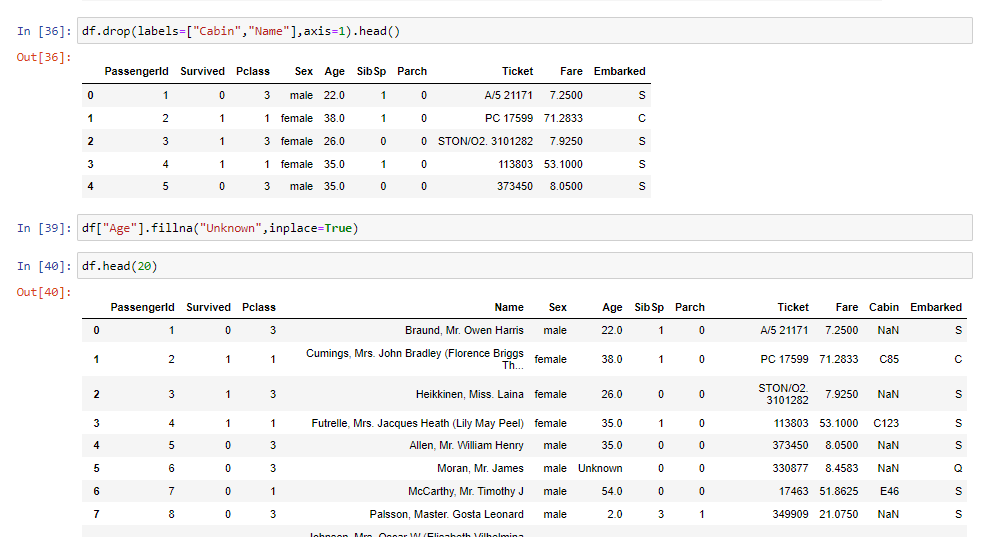 In [36]: df.drop(labels=["Cabin","Name"],axis=1).head()
Out[36]:
PassengerId Survived Pclass Sex Age SibSp Parch Ticket Fare Embarked
0 1 0 3 male 22.0 1 0 A/5 21171 7.2500 S
1 2 1 1 female 38.0 1 0 PC 17599 71.2833 C
2 3 1 3 female 26.0 0 0 STON/O2. 3101282 7.9250 S
3 4 1 1 female 35.0 1 0 113803 53.1000 S
4 5 0 3 male 35.0 0 0 373450 8.0500 S
In [39]: df["Age"].fillna("Unknown",inplace=True)
In [40]: df.head(20)
Out[40]:
PassengerId Survived Pclass Name Sex Age SibSp Parch Ticket Fare Cabin Embarked
0 1 0 3 Braund, Mr. Owen Harris male 22.0 1 0 A/5 21171 7.2500 NaN S
1 2 1 1 Cumings, Mrs. John Bradley (Florence Briggs female 38.0 1 0 PC 17599 71.2833 C85 C
Th...
2 3 1 3 Heikkinen, Miss. Laina female 26.0 0 0 STON/O2. 7.9250 NaN S
3101282
3 4 1 1 Futrelle, Mrs. Jacques Heath (Lily May Peel) female 35.0 1 0 113803 53.1000 C123 S
4 5 0 3 Allen, Mr. William Henry male 35.0 0 0 373450 8.0500 NaN S
5 6 0 3 Moran, Mr. James male Unknown 0 0 330877 8.4583 NaN Q
6 7 0 1 McCarthy, Mr. Timothy J male 54.0 0 0 17463 51.8625 E46 S
7 8 0 3 Palsson, Master. Gosta Leonard male 2.0 3 1 349909 21.0750 NaN S